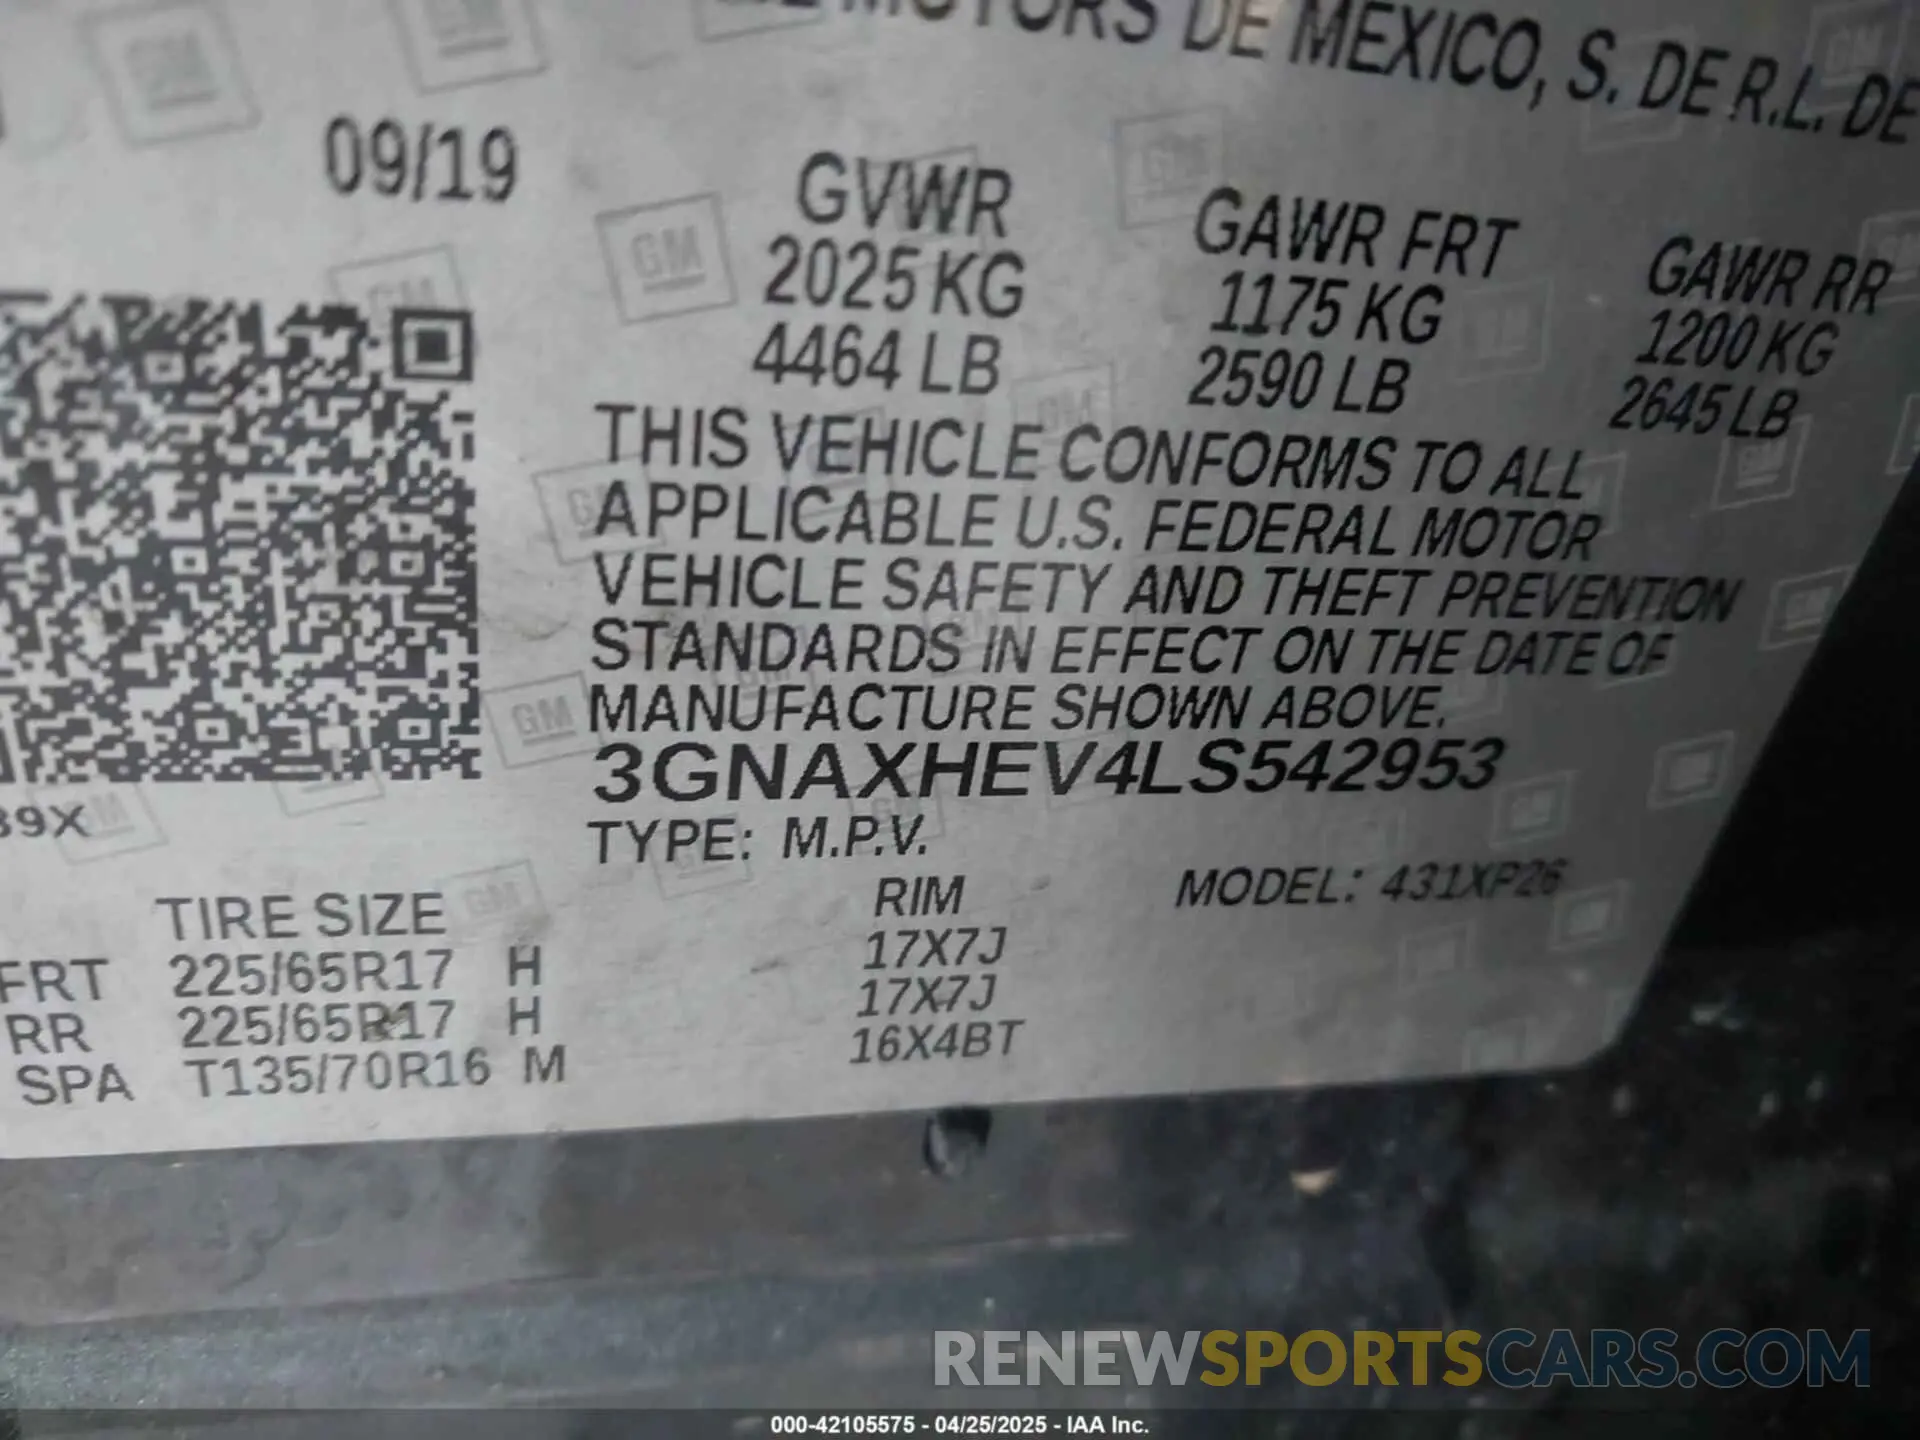 MOTORS DE MEXICO, S. DE R.L. DE
09/19
GVWR
2025 KG
4464 LB
GAWR FRT
1175 KG
2590 LB
GAWR RR
1200 KG
2645 LB
THIS VEHICLE CONFORMS TO ALL
APPLICABLE U.S. FEDERAL MOTOR
VEHICLE SAFETY AND THEFT PREVENTION
STANDARDS IN EFFECT ON THE DATE OF
MANUFACTURE SHOWN ABOVE.
3GNAXHEV4LS542953
39X
TYPE: M.P.V.
MODEL: 431XP26
TIRE SIZE RIM
FRT 225/65R17 H 17X7J
RR 225/65R17 H 17X7J
SPA T135/70R16 M 16X4BT
GM
RENEWSPORTSCARS.COM
000-42105575 - 04/25/2025 - IAA Inc.